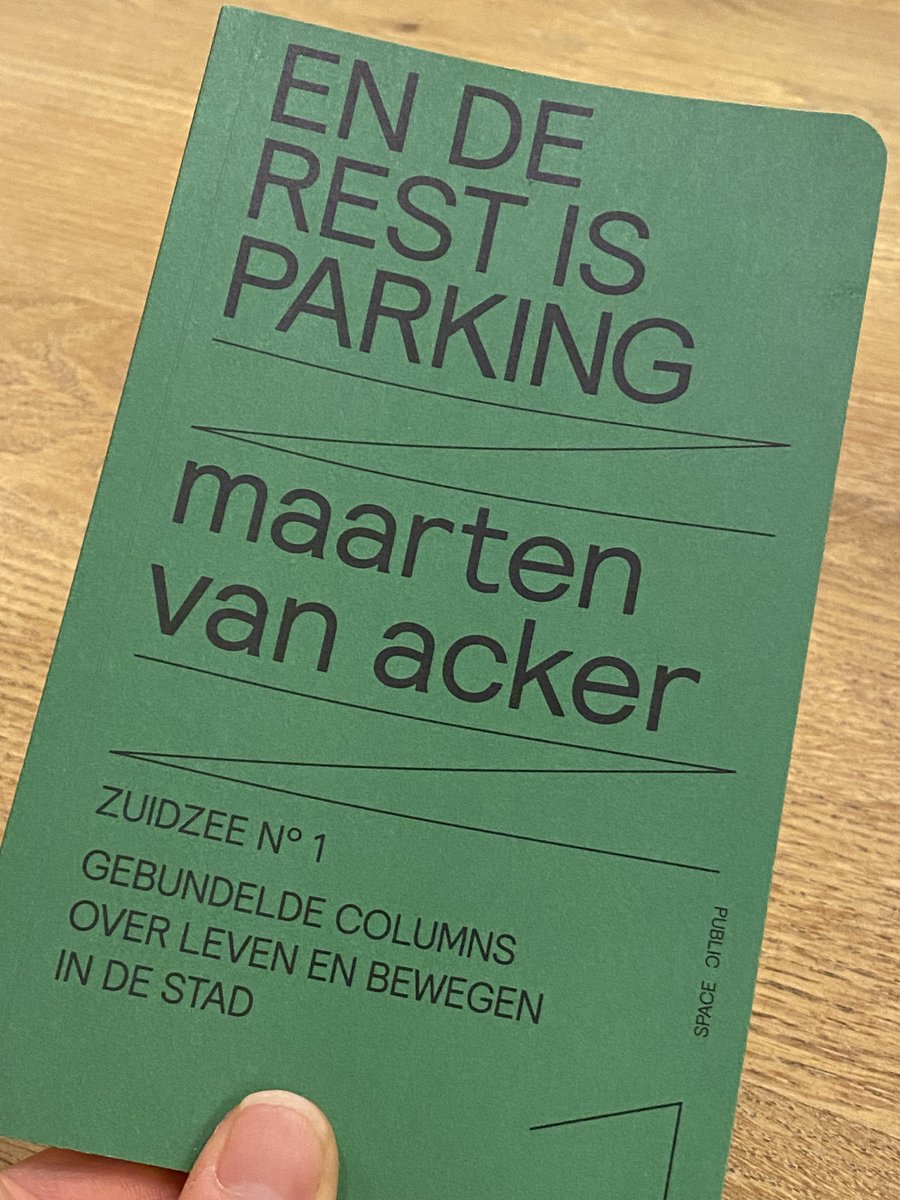 EN DE
REST IS
PARKING
maarten
van acker
ZUIDZEE Nº 1
GEBUNDELDE COLUMNS
OVER LEVEN EN BEWEGEN
IN DE STAD
PUBLIC
SPACE